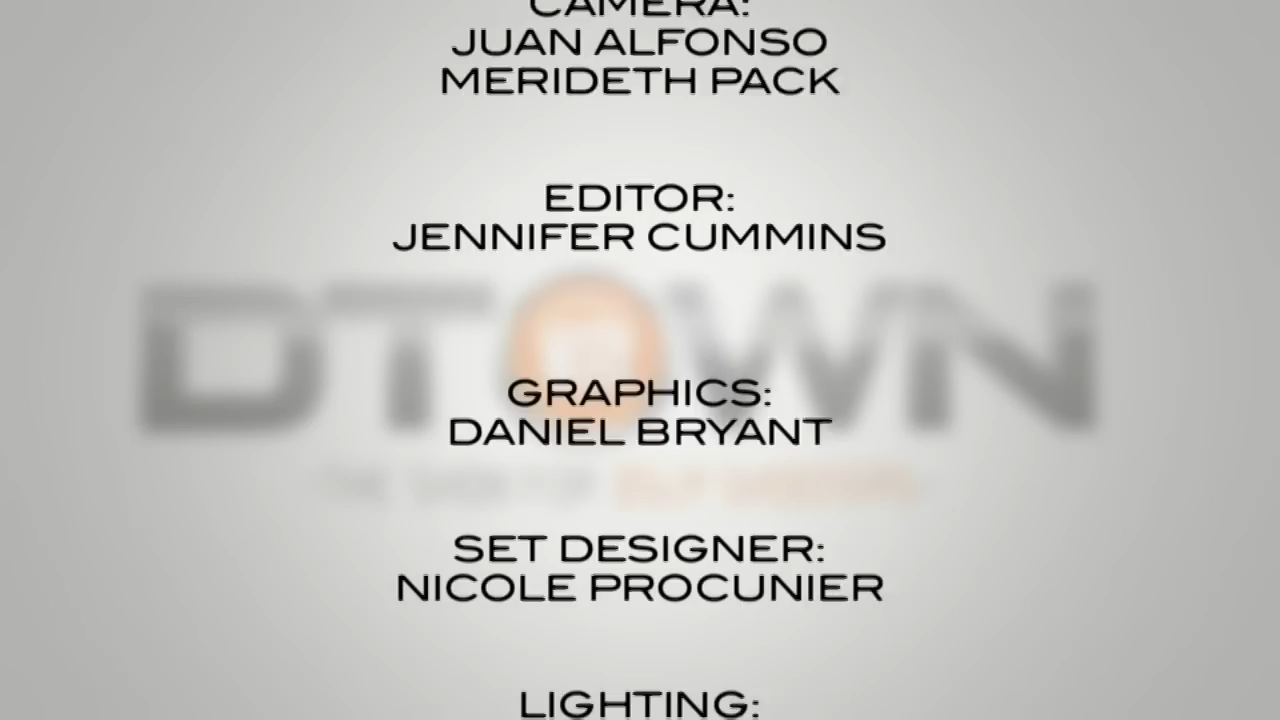 CAMERA:
JUAN ALFONSO
MERIDETH PACK
EDITOR:
JENNIFER CUMMINS
DTOWN
GRAPHICS:
DANIEL BRYANT
SET DESIGNER:
NICOLE PROCUNIER
LIGHTING: